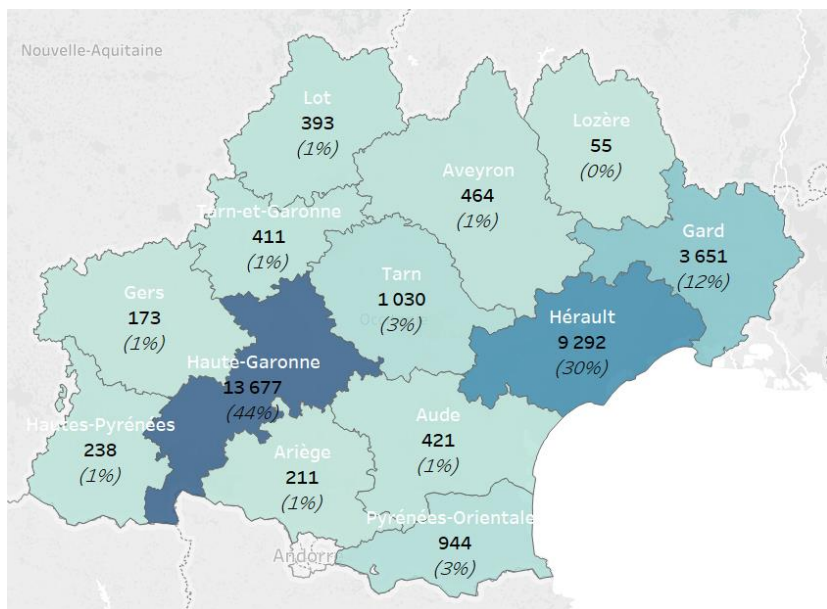 Nouvelle-Aquitaine
Lot
393
(1%)
Lozère
55
(0%)
Aveyron
464
(1%)
Tarn-et-Garonne
411
(1%)
Gard
3 651
(12%)
Tarn
1 030
(3%)
Gers
173
(1%)
Hérault
9 292
(30%)
Haute-Garonne
13 677
(44%)
Hautes-Pyrénées
238
(1%)
Aude
421
(1%)
Ariège
211
(1%)
Pyrénées-Orientale
944
(3%)
Andorr